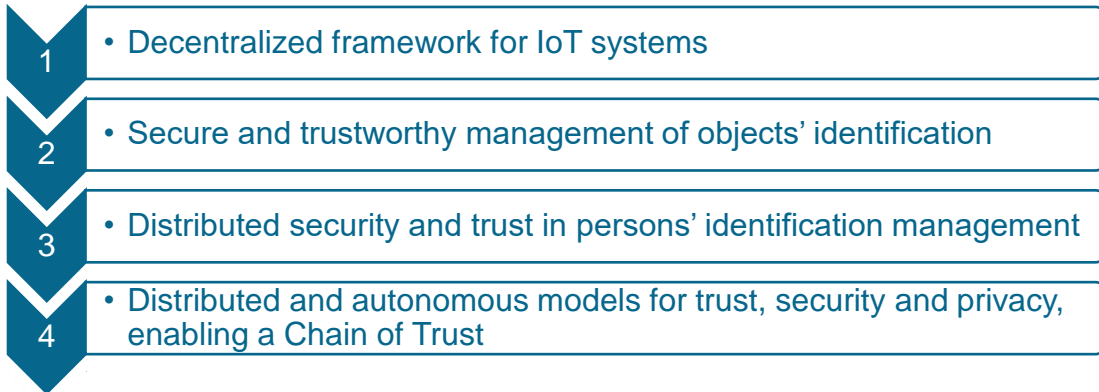 1
• Decentralized framework for IoT systems
2
• Secure and trustworthy management of objects’ identification
3
• Distributed security and trust in persons’ identification management
4
• Distributed and autonomous models for trust, security and privacy,
enabling a Chain of Trust